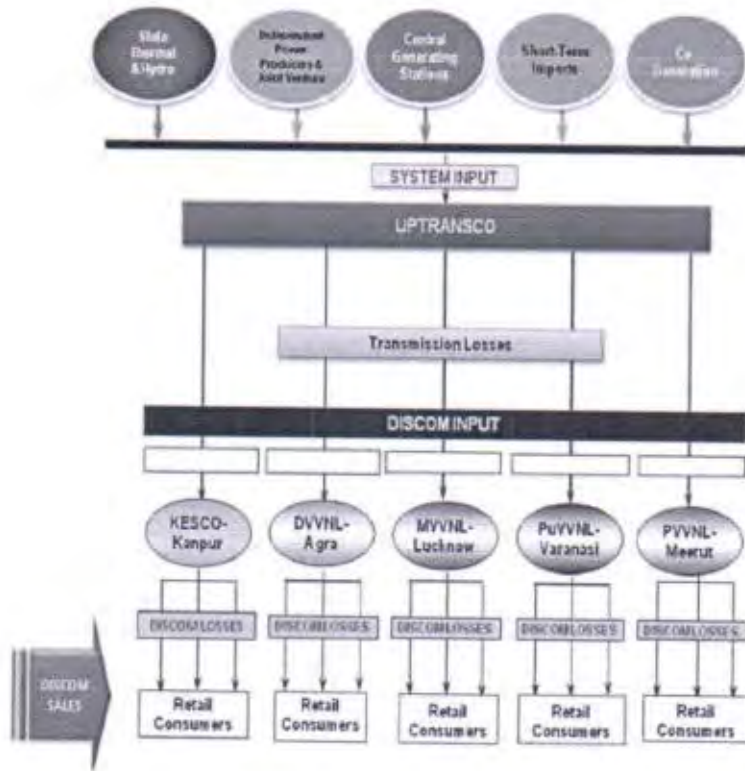 State
Thermal
& Hydro
Independent
Power
Producers &
Joint Venture
Central
Generating
Stations
Short-Term
Imports
Co
Generation
SYSTEM INPUT
UPTRANSCO
Transmission Losses
DISCOM INPUT
KESCO-
Kanpur
DVVNL-
Agra
MVVNL-
Lucknow
PuVVNL-
Varanasi
PVVNL-
Meerut
DISCOM LOSSES
DISCOM LOSSES
DISCOM LOSSES
DISCOM LOSSES
DISCOM LOSSES
DISCOM
SALES
Retail
Consumers
Retail
Consumers
Retail
Consumers
Retail
Consumers
Retail
Consumers